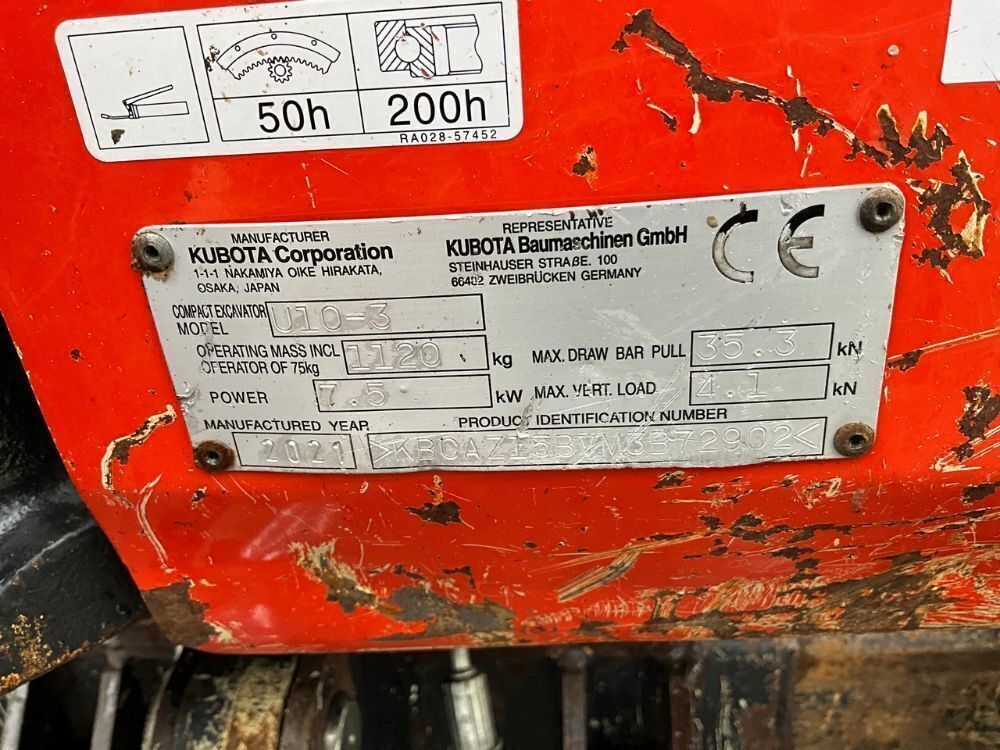 50h 200h
RA028-57452
MANUFACTURER
KUBOTA Corporation
1-1-1 NAKAMIYA OIKE HIRAKATA,
OSAKA, JAPAN
REPRESENTATIVE
KUBOTA Baumaschinen GmbH
STEINHAUSER STRAßE. 100
66482 ZWEIBRÜCKEN GERMANY
CE
COMPACT EXCAVATOR
MODEL U10-3
OPERATING MASS INCL
OPERATOR OF 75kg 1120 kg
MAX. DRAW BAR PULL 35.3 kN
POWER 7.5 kW
MAX. VERT. LOAD 4.1 kN
MANUFACTURED YEAR 2021
PRODUCT IDENTIFICATION NUMBER